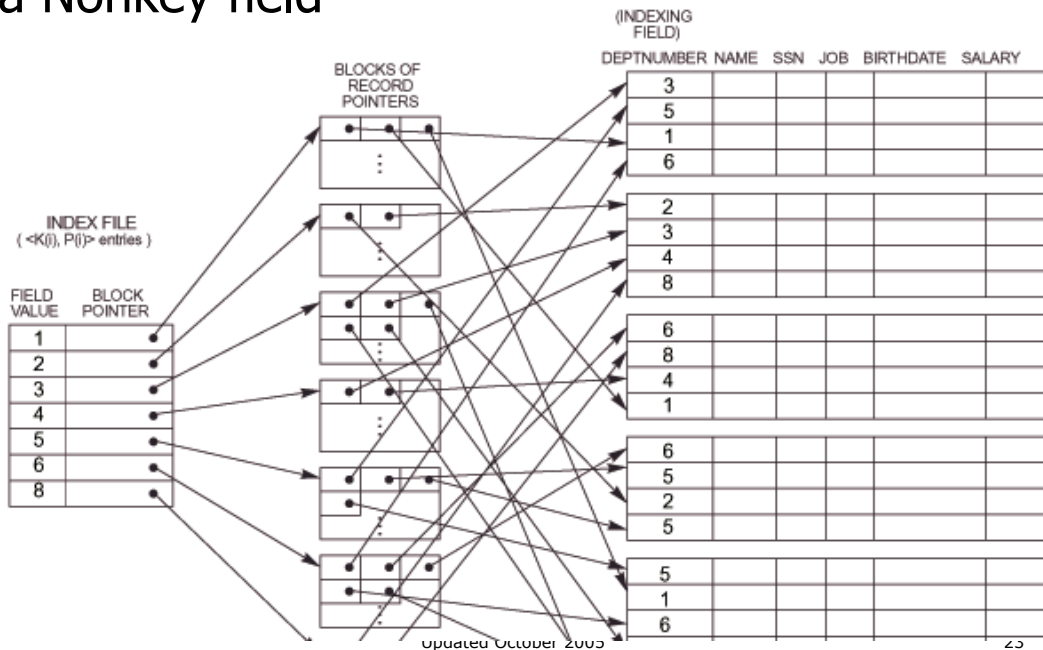 a Nonkey field
(INDEXING
FIELD)
DEPTNUMBER NAME SSN JOB BIRTHDATE SALARY
BLOCKS OF
RECORD
POINTERS
INDEX FILE
( <K(i), P(i)> entries )
FIELD
VALUE
BLOCK
POINTER
1
2
3
4
5
6
8
3
5
1
6
2
3
4
8
6
8
4
1
6
5
2
5
5
1
6
Updated October 2005
23